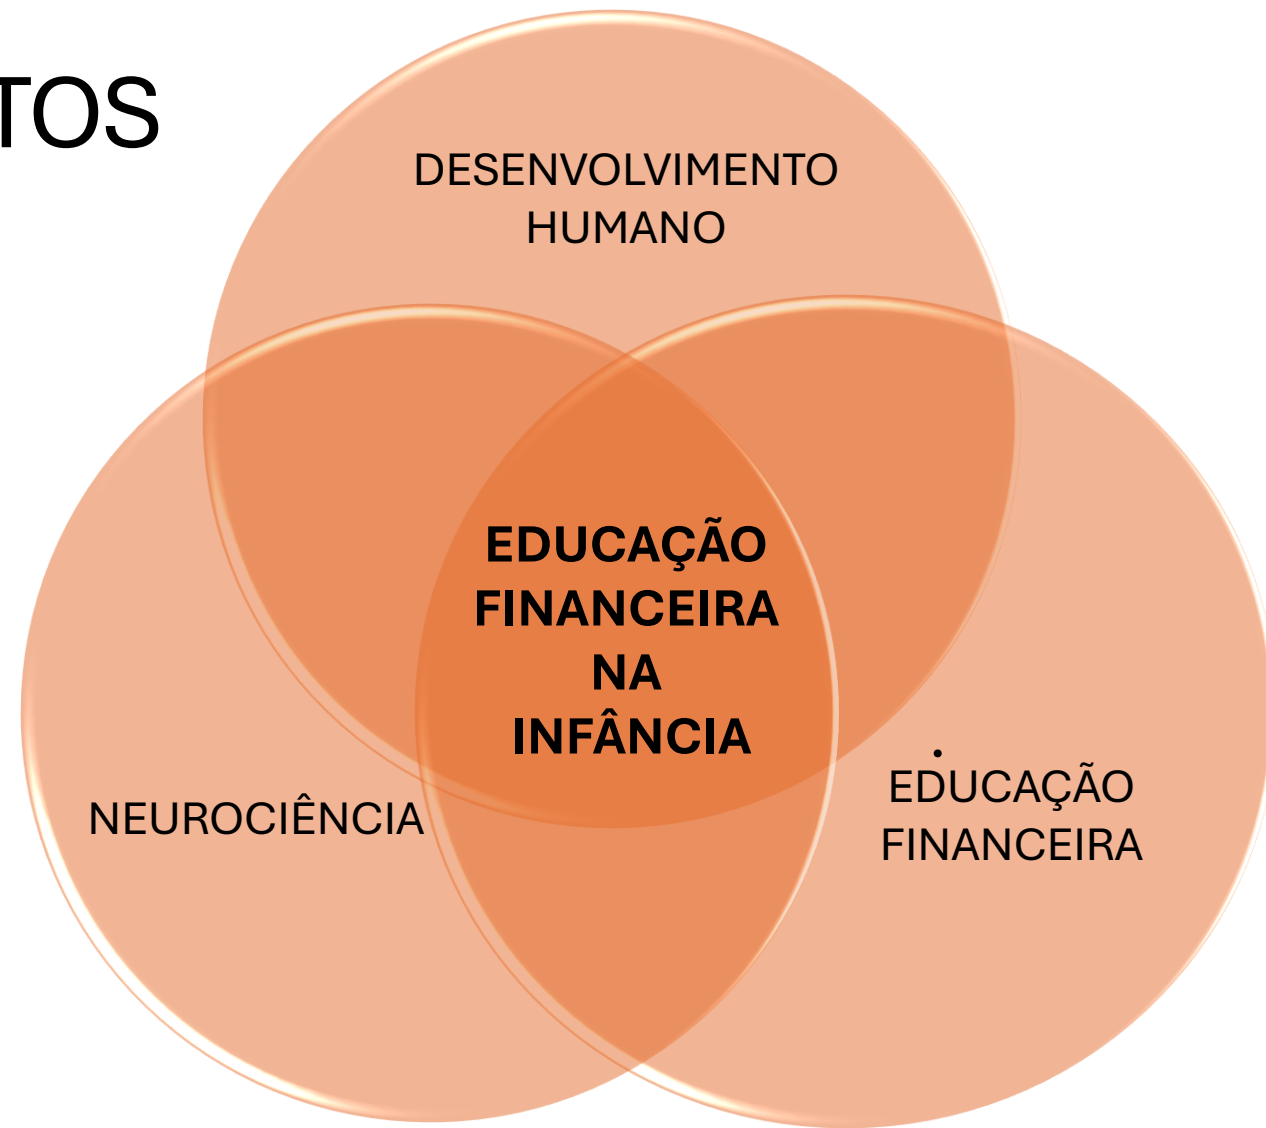 TOS
DESENVOLVIMENTO
HUMANO
EDUCAÇÃO
FINANCEIRA
NA
INFÂNCIA
NEUROCIÊNCIA
.
EDUCAÇÃO
FINANCEIRA